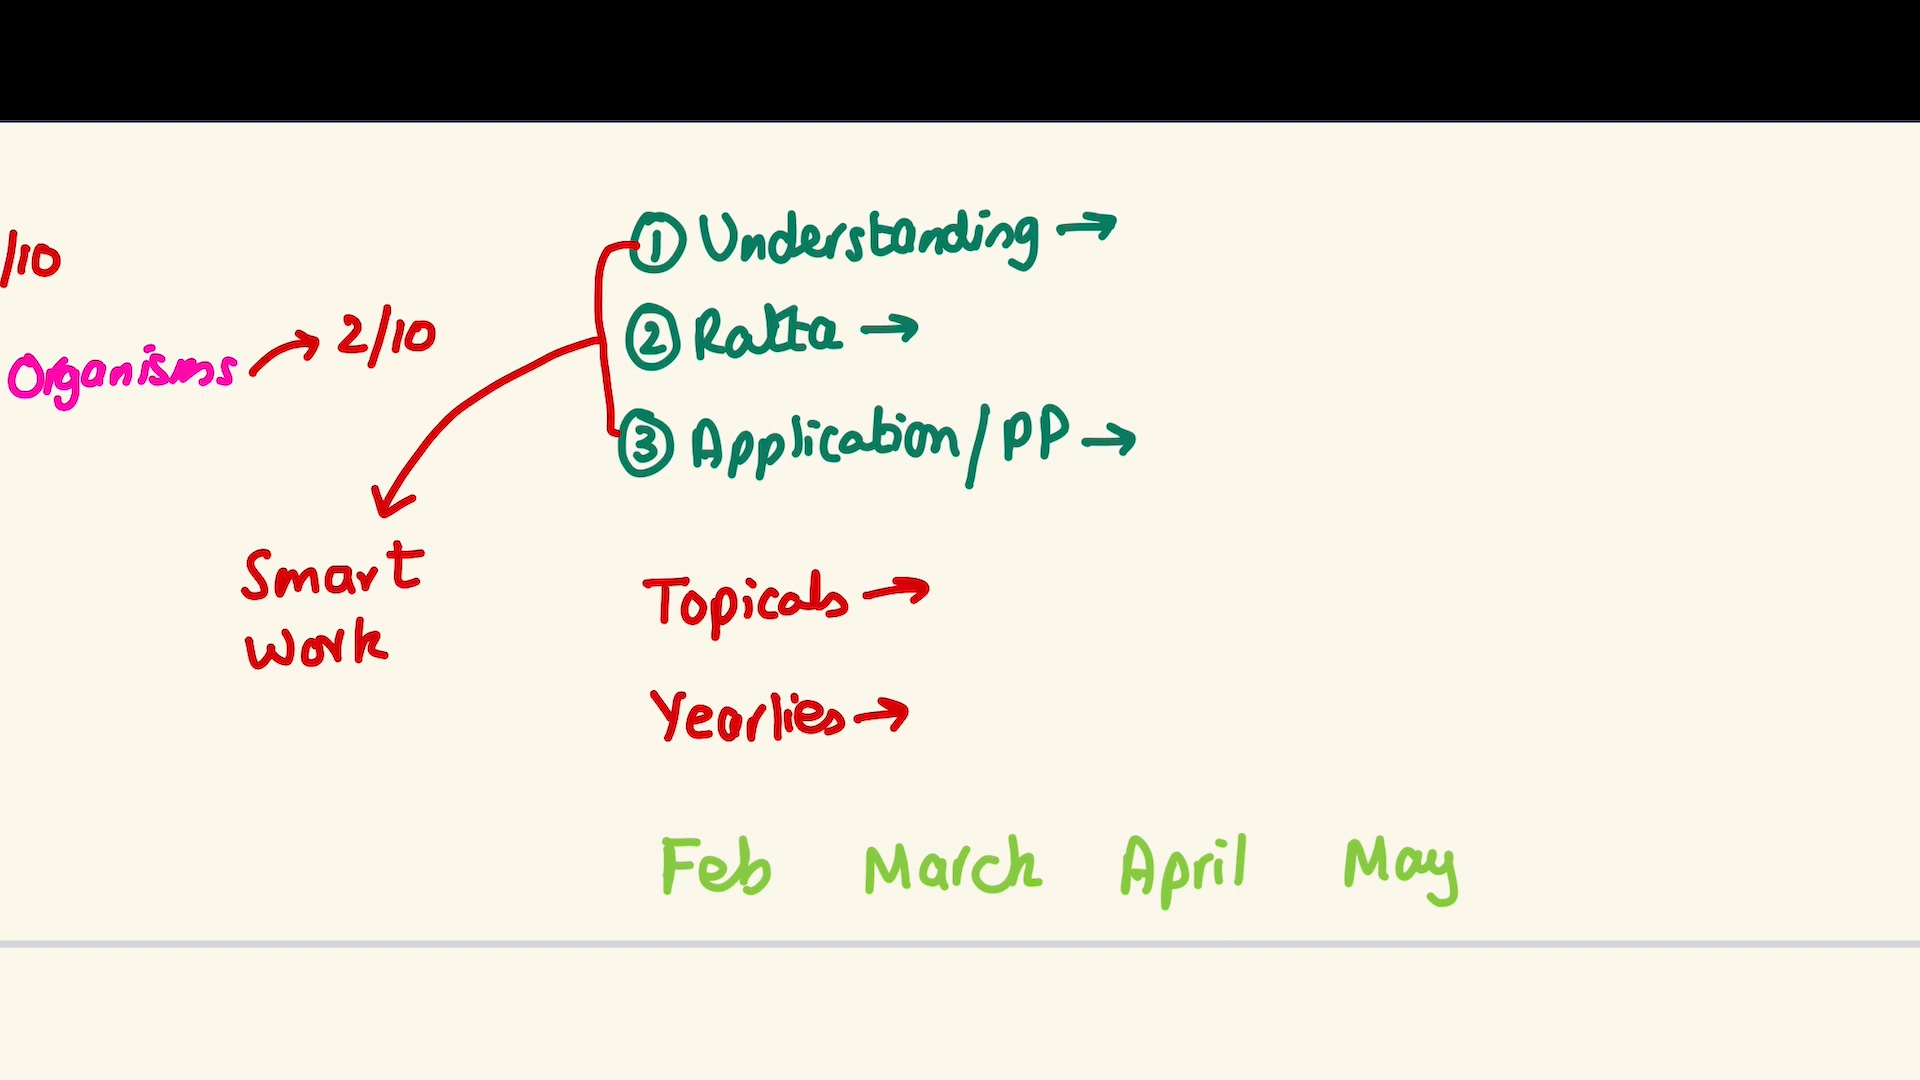 /10
Organisms → 2/10
① Understanding →
② Ratta →
③ Application/PP →
Smart
work
Topicals →
Yearlies →
Feb March April May